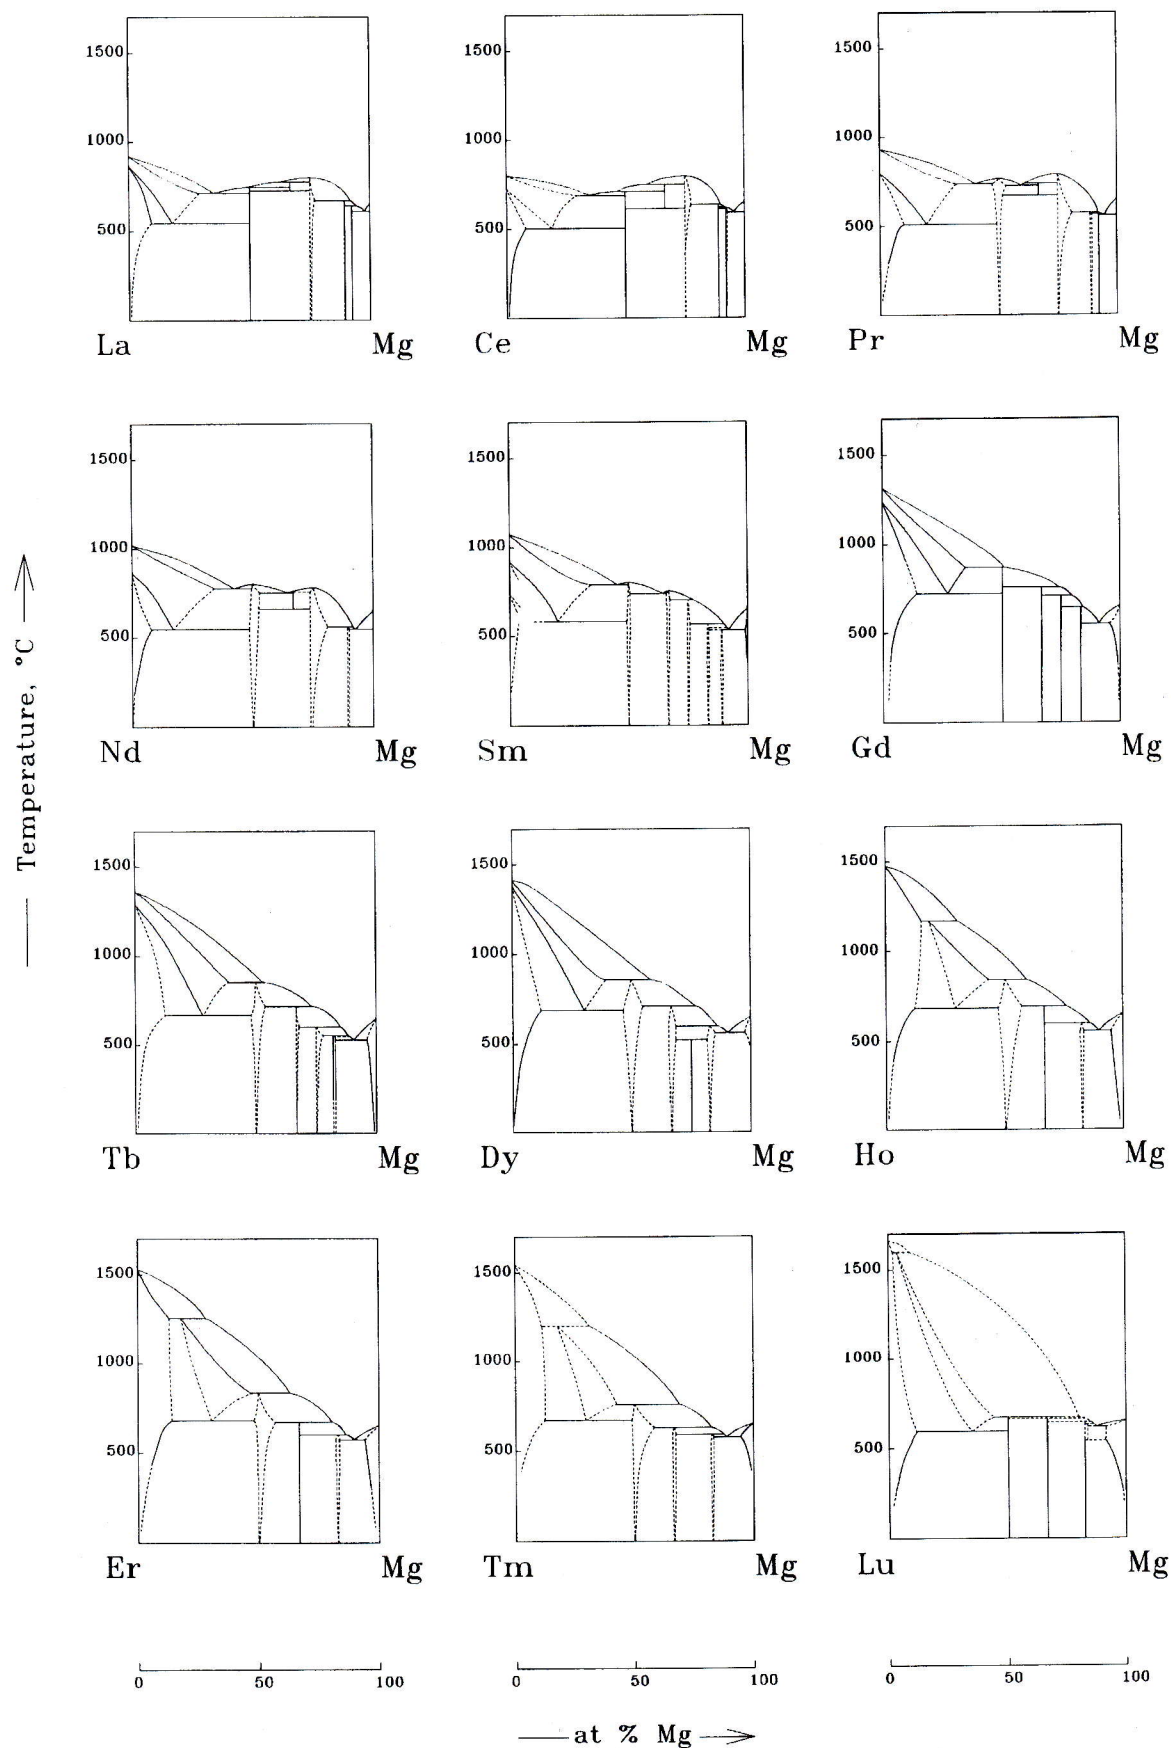 1500 1500 1500
1000 1000 1000
500 500 500
La Mg Ce Mg Pr Mg
1500 1500 1500
1000 1000 1000
500 500 500
Nd Mg Sm Mg Gd Mg
Temperature, °C
1500 1500 1500
1000 1000 1000
500 500 500
Tb Mg Dy Mg Ho Mg
1500 1500 1500
1000 1000 1000
500 500 500
Er Mg Tm Mg Lu Mg
0 50 100 0 50 100 0 50 100
at % Mg